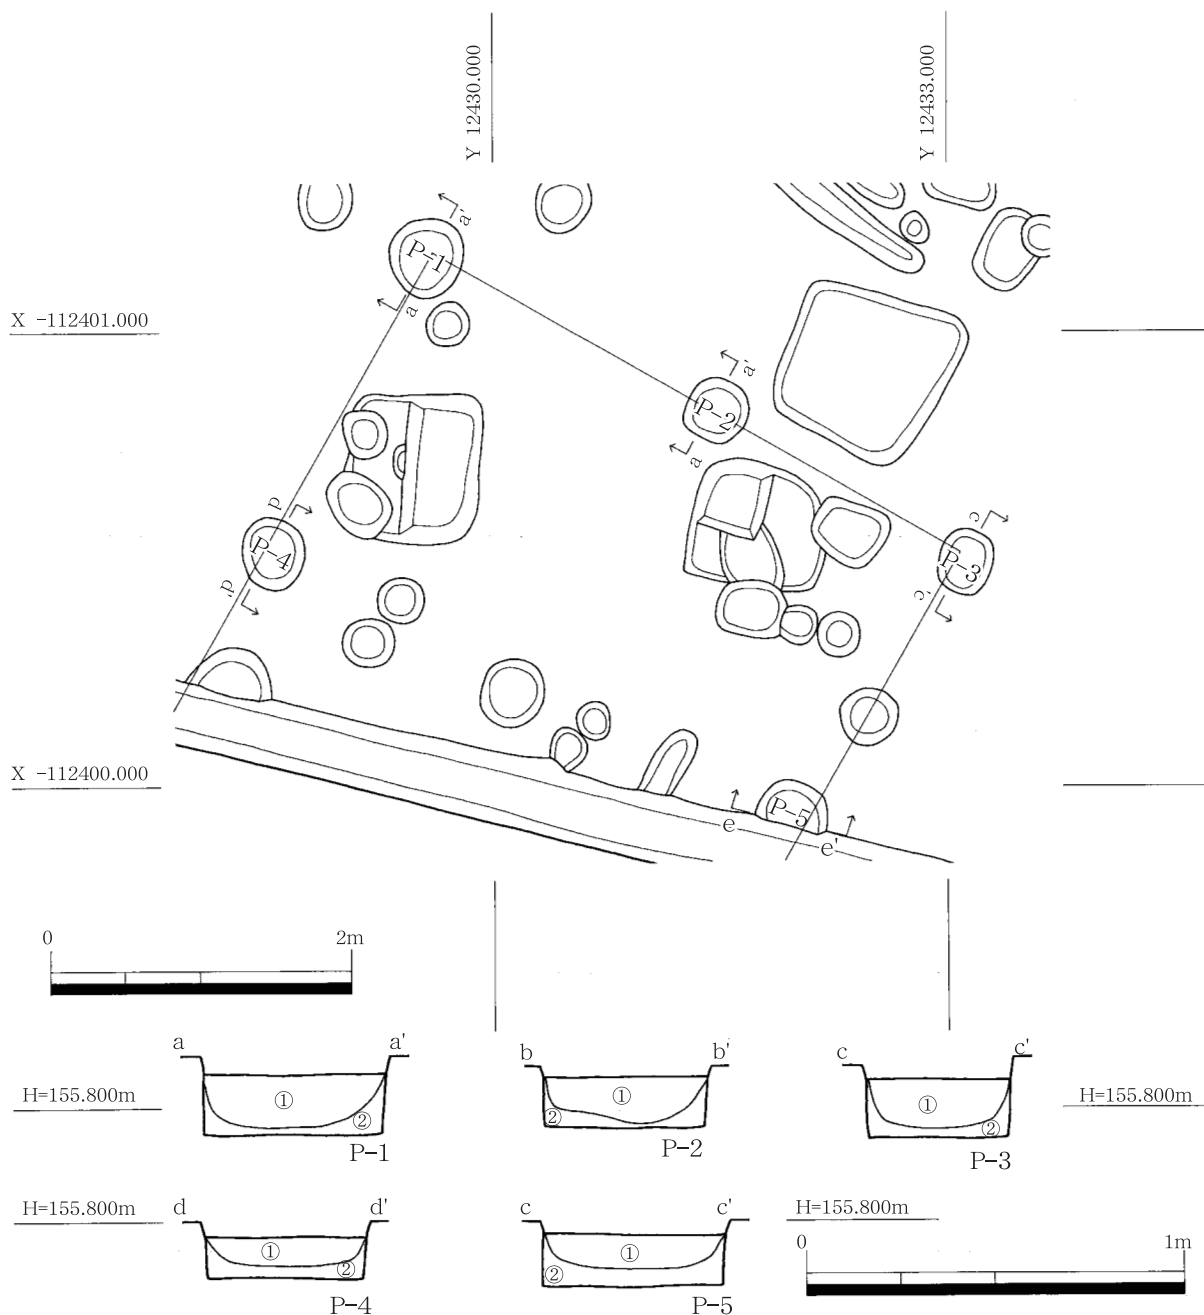 Y 12430.000
Y 12433.000
a'
P-1
a
X -112401.000
a'
P-2
a
c
P-3
c'
d
P-4
d'
X -112400.000
P-5
e
e'
0 2m
a a'
b b'
c c'
H=155.800m
① ②
① ②
① ②
H=155.800m
P-1
P-2
P-3
H=155.800m
d d'
c c'
H=155.800m
① ②
① ②
0 1m
P-4
P-5